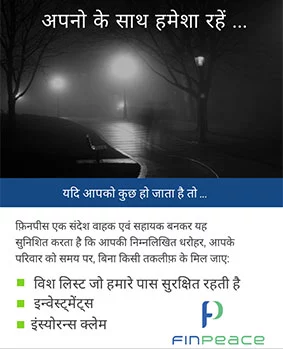 अपनो के साथ हमेशा रहें ...
यदि आपको कुछ हो जाता है तो ...
फ़िनपीस एक संदेश वाहक एवं सहायक बनकर यह
सुनिशित करता है कि आपकी निम्नलिखित धरोहर, आपके
परिवार को समय पर, बिना किसी तकलीफ़ के मिल जाए:
विश लिस्ट जो हमारे पास सुरक्षित रहती है
इन्वेस्ट्मेंट्स
इंस्योरन्स क्लेम
FINPEACE